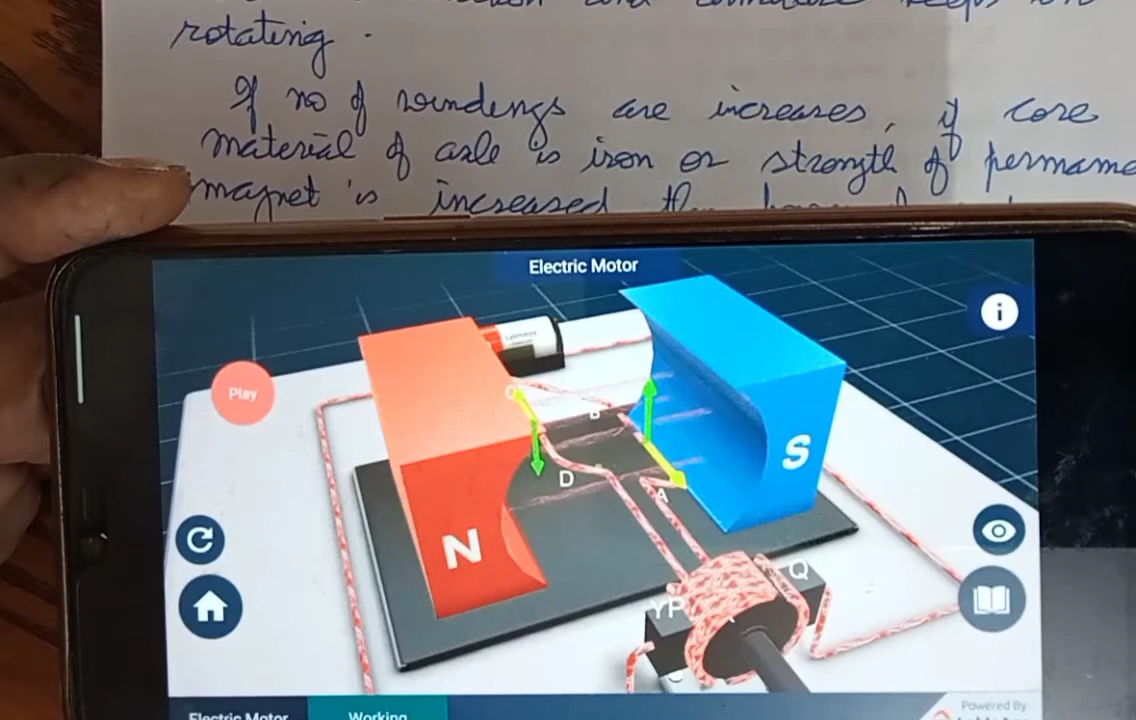 rotating.
If no of windings are increases, if core
material of axle is iron or strength of permane
magnet is increased
Electric Motor
i
Play
S
B
D
A
N
Q
YP
Electric Motor
Working
Powered By